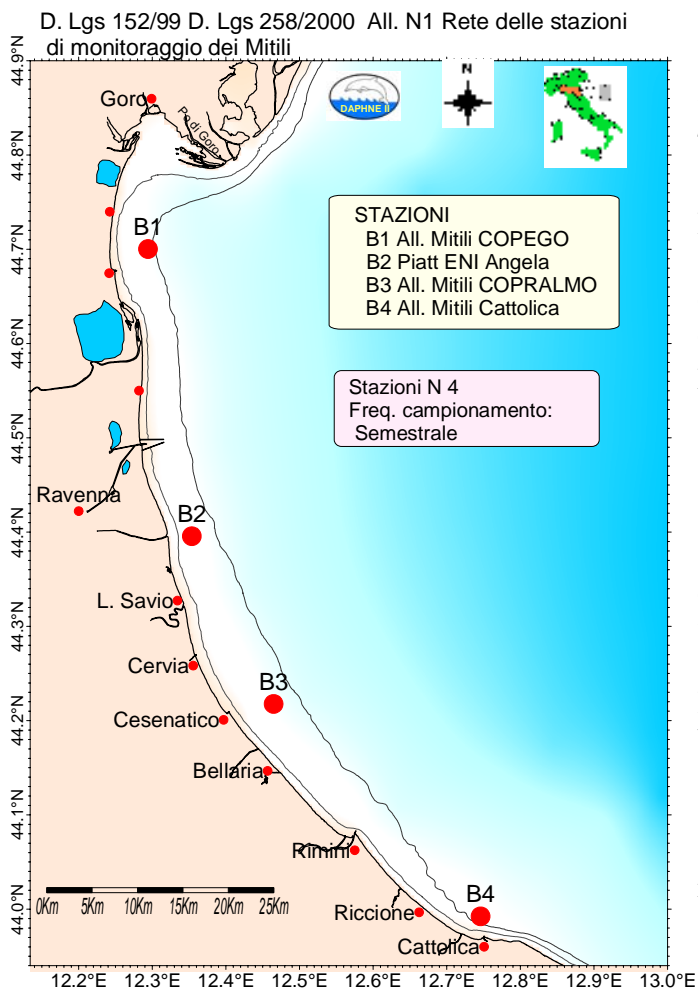 D. Lgs 152/99 D. Lgs 258/2000 All. N1 Rete delle stazioni
di monitoraggio dei Mitili
44.9°N
Goro
DAPHNE II
N
Po di Goro
44.8°N
STAZIONI
B1 All. Mitili COPEGO
B2 Piatt ENI Angela
B3 All. Mitili COPRALMO
B4 All. Mitili Cattolica
B1
44.7°N
44.6°N
Stazioni N 4
Freq. campionamento:
Semestrale
44.5°N
Ravenna
B2
44.4°N
L. Savio
44.3°N
Cervia
B3
Cesenatico
44.2°N
Bellaria
44.1°N
Rimini
B4
0Km 5Km 10Km 15Km 20Km 25Km
Riccione
44.0°N
Cattolica
12.2°E 12.3°E 12.4°E 12.5°E 12.6°E 12.7°E 12.8°E 12.9°E 13.0°E